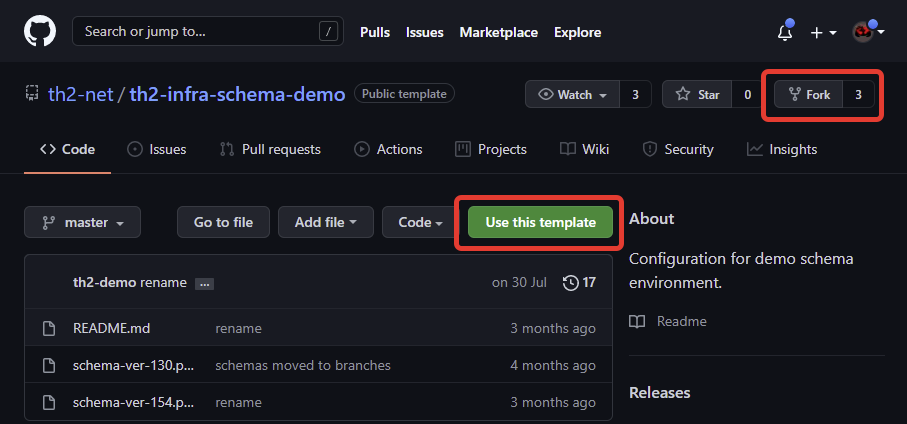 Search or jump to... / Pulls Issues Marketplace Explore
th2-net / th2-infra-schema-demo Public template Watch 3 Star 0 Fork 3
Code Issues Pull requests Actions Projects Wiki Security Insights
master Go to file Add file Code Use this template
About
Configuration for demo schema
environment.
Readme
Releases
th2-demo rename ... on 30 Jul 17
README.md rename 3 months ago
schema-ver-130.p... schemas moved to branches 4 months ago
schema-ver-154.p... rename 3 months ago